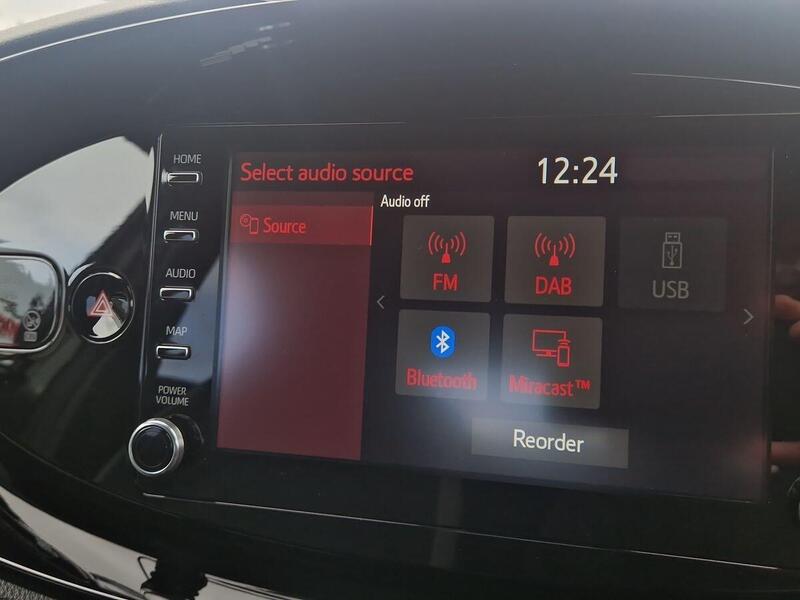 HOME
MENU
AUDIO
MAP
POWER
VOLUME
Select audio source
12:24
Source
Audio off
FM
DAB
USB
Bluetooth
Miracast™
Reorder